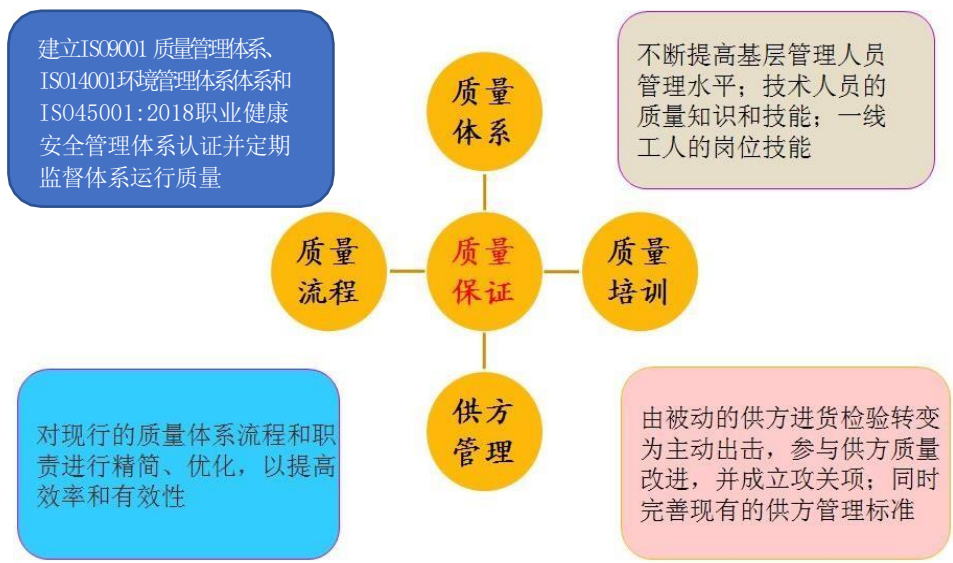 建立ISO9001 质量管理体系、
ISO14001环境管理体系体系和
ISO45001:2018职业健康
安全管理体系认证并定期
监督体系运行质量
质量
体系
不断提高基层管理人员
管理水平；技术人员的
质量知识和技能；一线
工人的岗位技能
质量
流程
质量
保证
质量
培训
对现行的质量体系流程和职
责进行精简、优化，以提高
效率和有效性
供方
管理
由被动的供方进货检验转变
为主动出击，参与供方质量
改进，并成立攻关项；同时
完善现有的供方管理标准